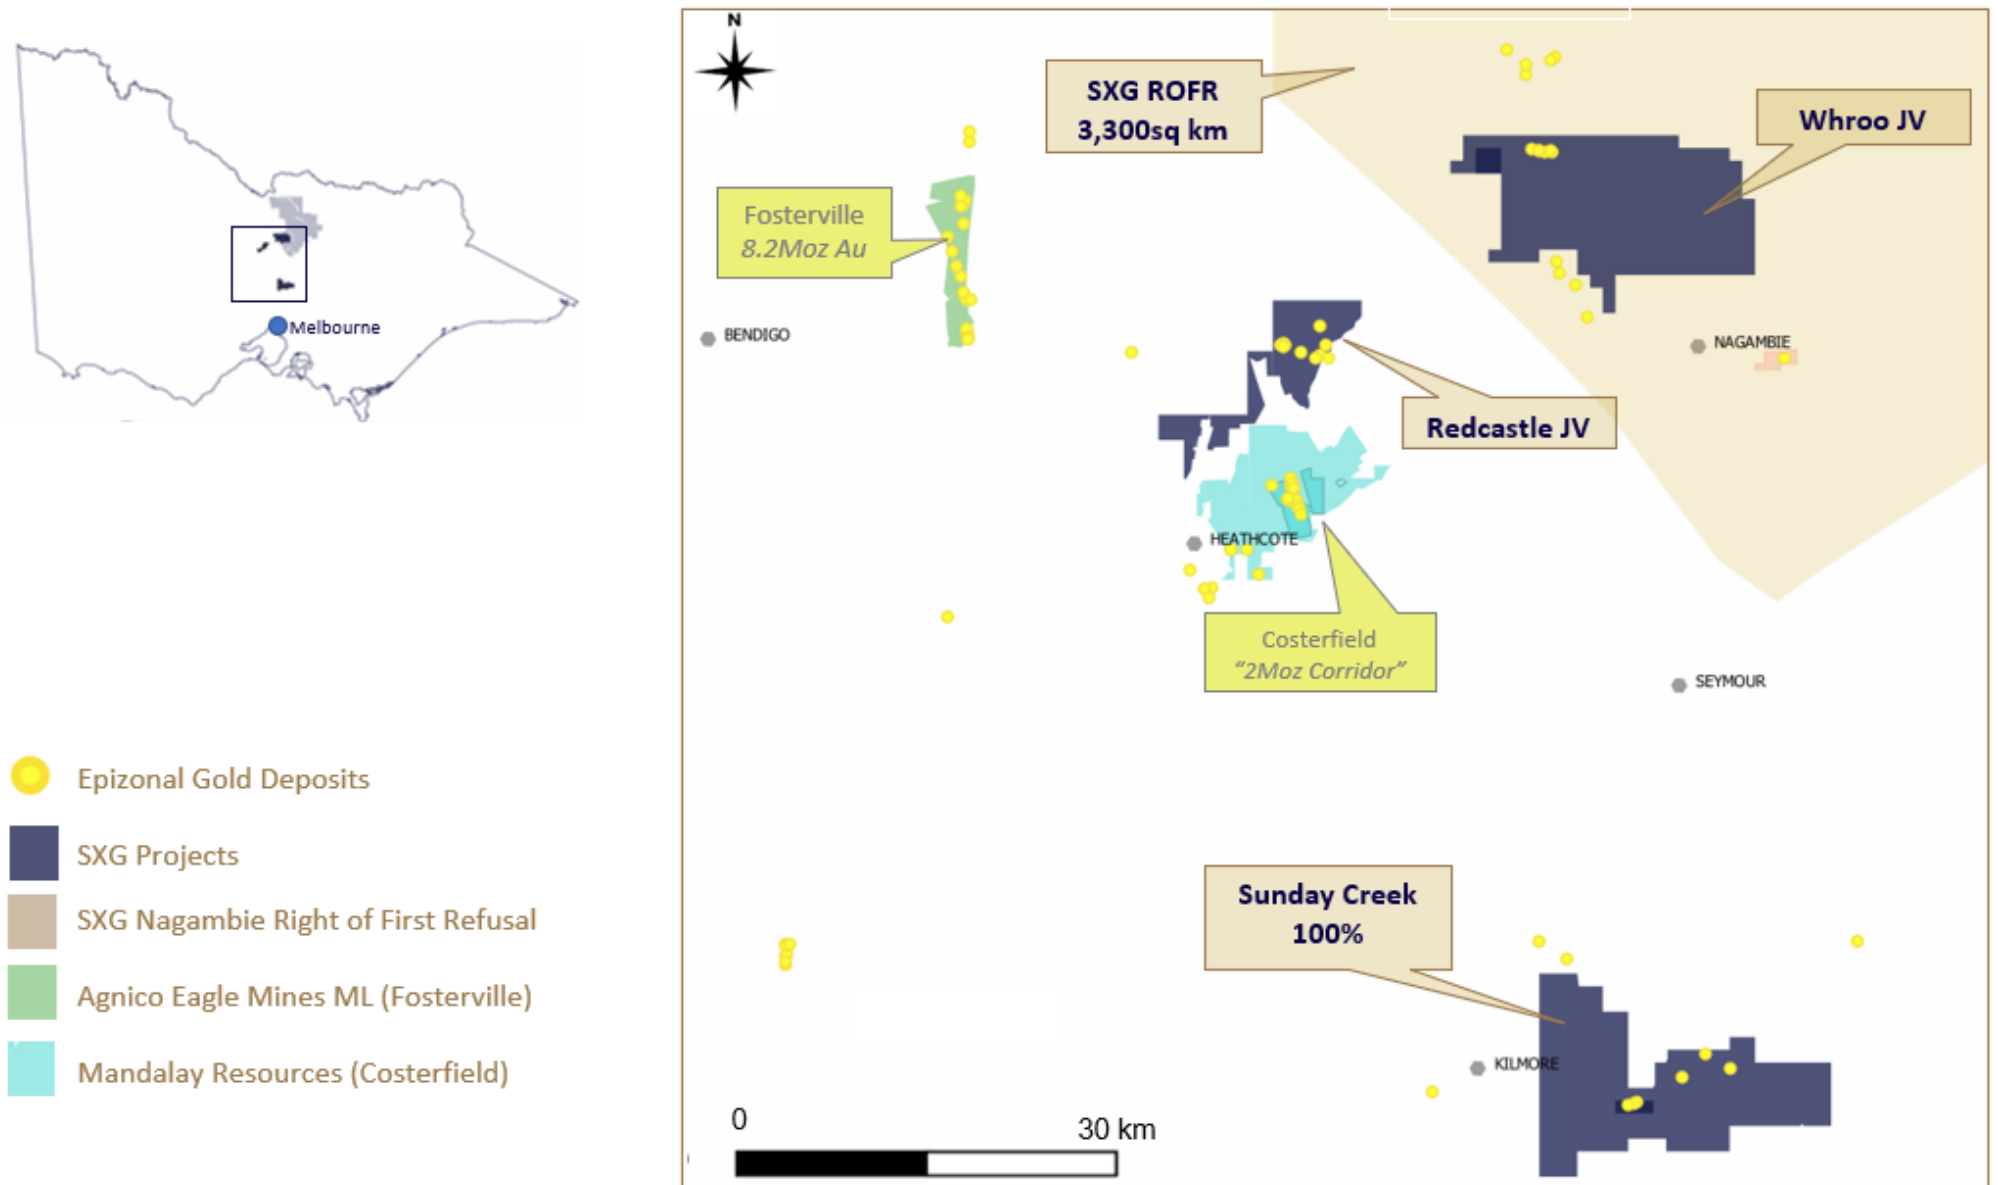 Melbourne
Epizonal Gold Deposits
SXG Projects
SXG Nagambie Right of First Refusal
Agnico Eagle Mines ML (Fosterville)
Mandalay Resources (Costerfield)
N
SXG ROFR
3,300sq km
Whroo JV
Fosterville
8.2Moz Au
BENDIGO
NAGAMBIE
Redcastle JV
HEATHCOTE
Costerfield
“2Moz Corridor”
SEYMOUR
Sunday Creek
100%
KILMORE
0
30 km